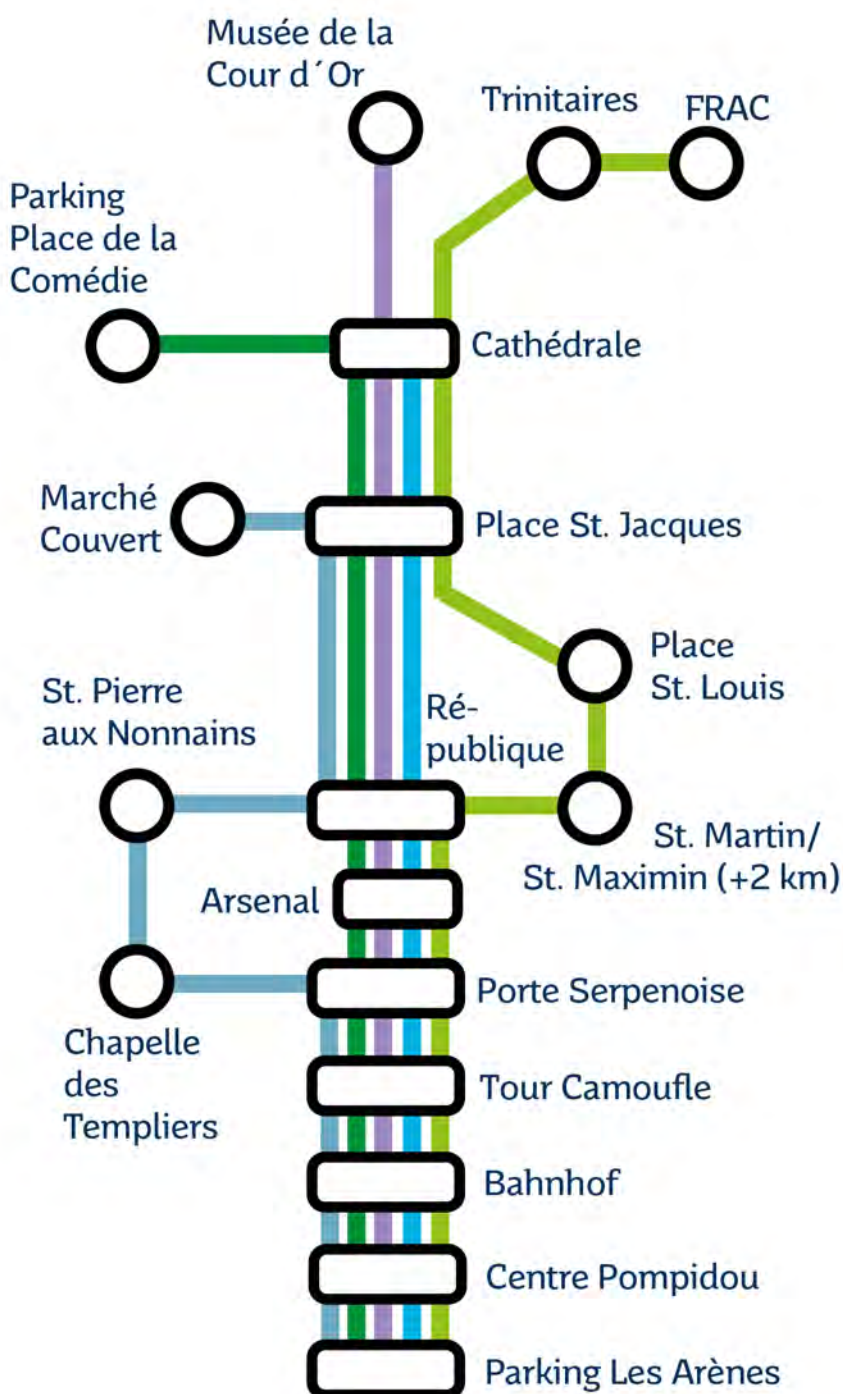 Musée de la
Cour d´Or
Trinitaires
FRAC
Parking
Place de la
Comédie
Cathédrale
Marché
Couvert
Place St. Jacques
Place
St. Louis
St. Pierre
aux Nonnains
Ré-
publique
St. Martin/
St. Maximin (+2 km)
Arsenal
Porte Serpenoise
Chapelle
des
Templiers
Tour Camoufle
Bahnhof
Centre Pompidou
Parking Les Arènes